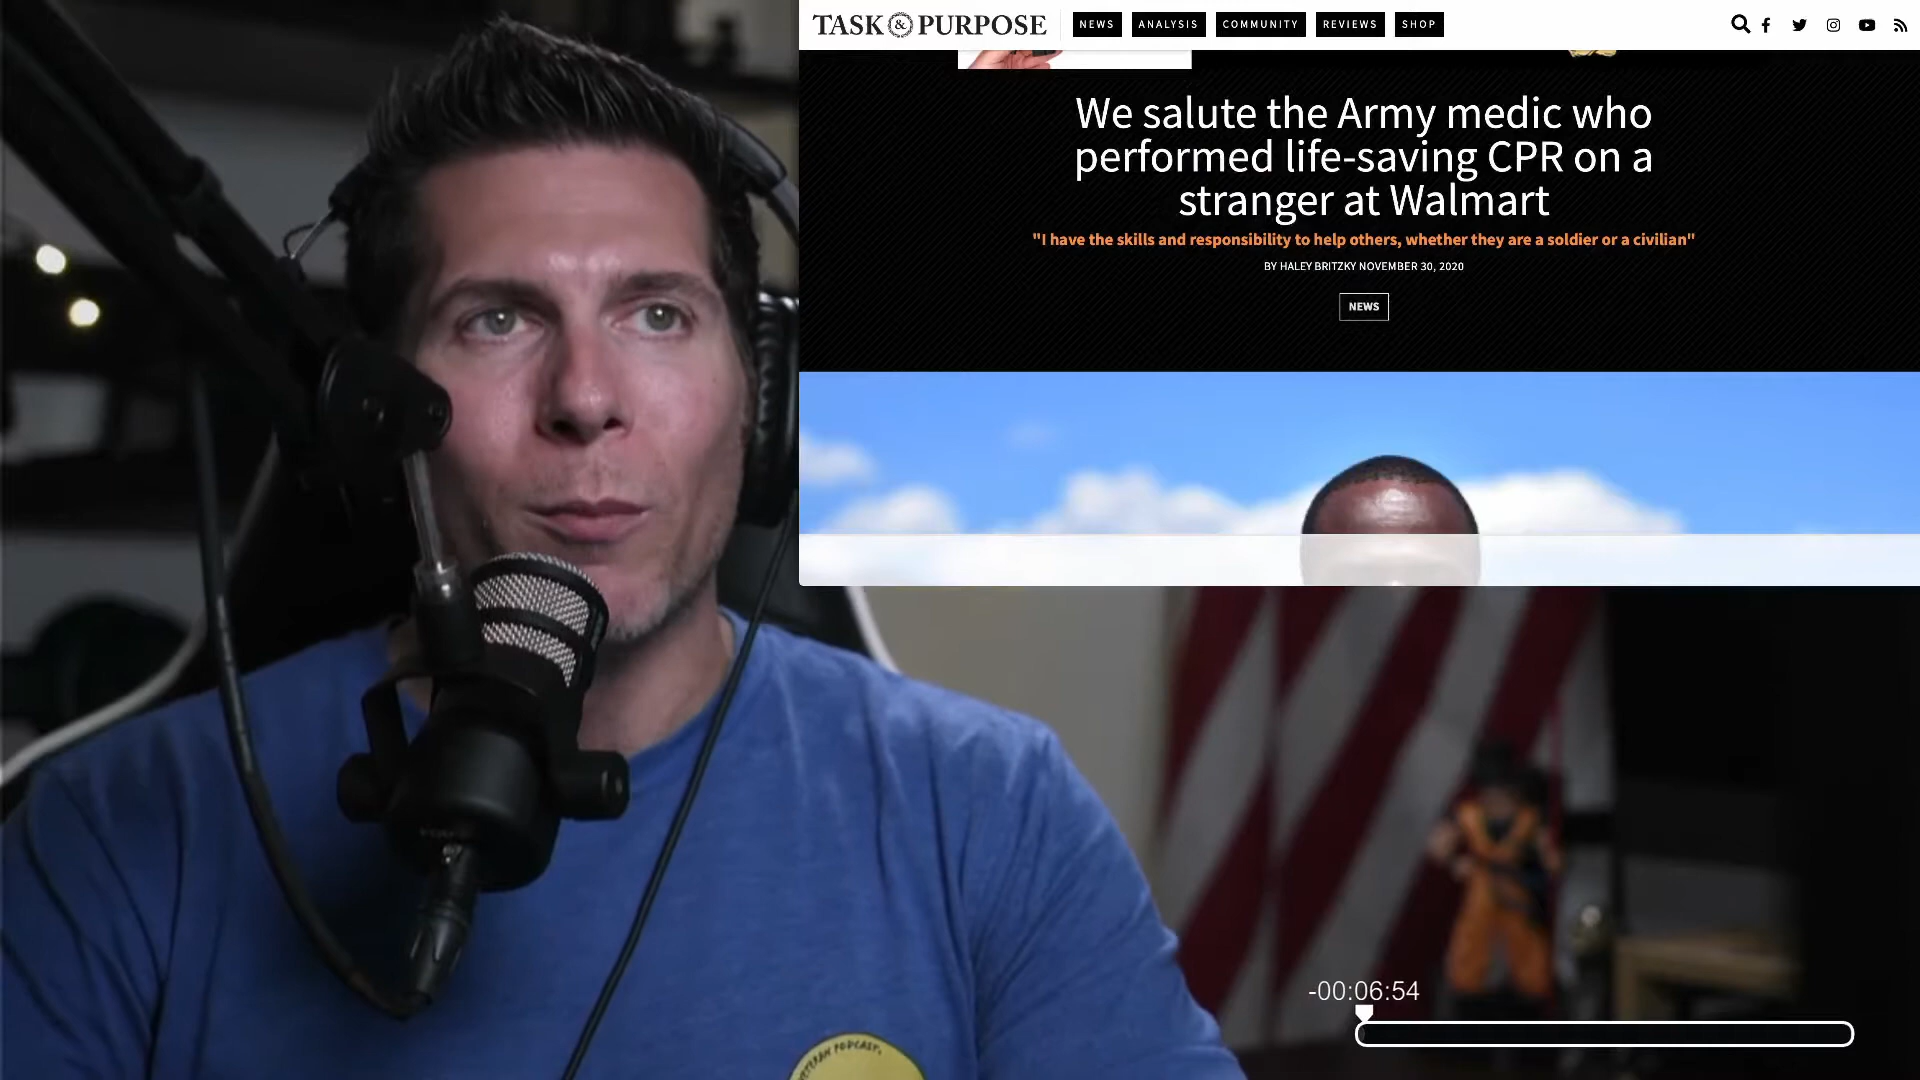 TASK & PURPOSE
NEWS
ANALYSIS
COMMUNITY
REVIEWS
SHOP
We salute the Army medic who
performed life-saving CPR on a
stranger at Walmart
"I have the skills and responsibility to help others, whether they are a soldier or a civilian"
BY HALEY BRITZKY NOVEMBER 30, 2020
NEWS
-00:06:54
VETERAN PODCAST,